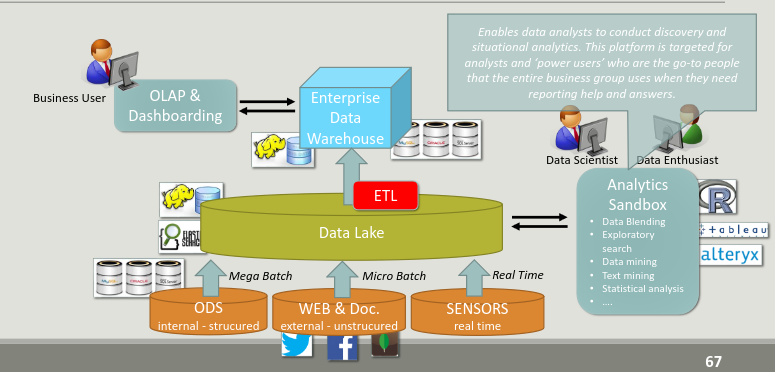 Enables data analysts to conduct discovery and
situational analytics. This platform is targeted for
analysts and ‘power users’ who are the go-to people
that the entire business group uses when they need
reporting help and answers.
Business User
OLAP &
Dashboarding
Enterprise
Data
Warehouse
Data Scientist
Data Enthusiast
ETL
Data Lake
Analytics
Sandbox
• Data Blending
• Exploratory
search
• Data mining
• Text mining
• Statistical analysis
• ....
R
tableau
alteryx
Mega Batch
Micro Batch
Real Time
ODS
internal - strucured
WEB & Doc.
external - unstrucured
SENSORS
real time
67